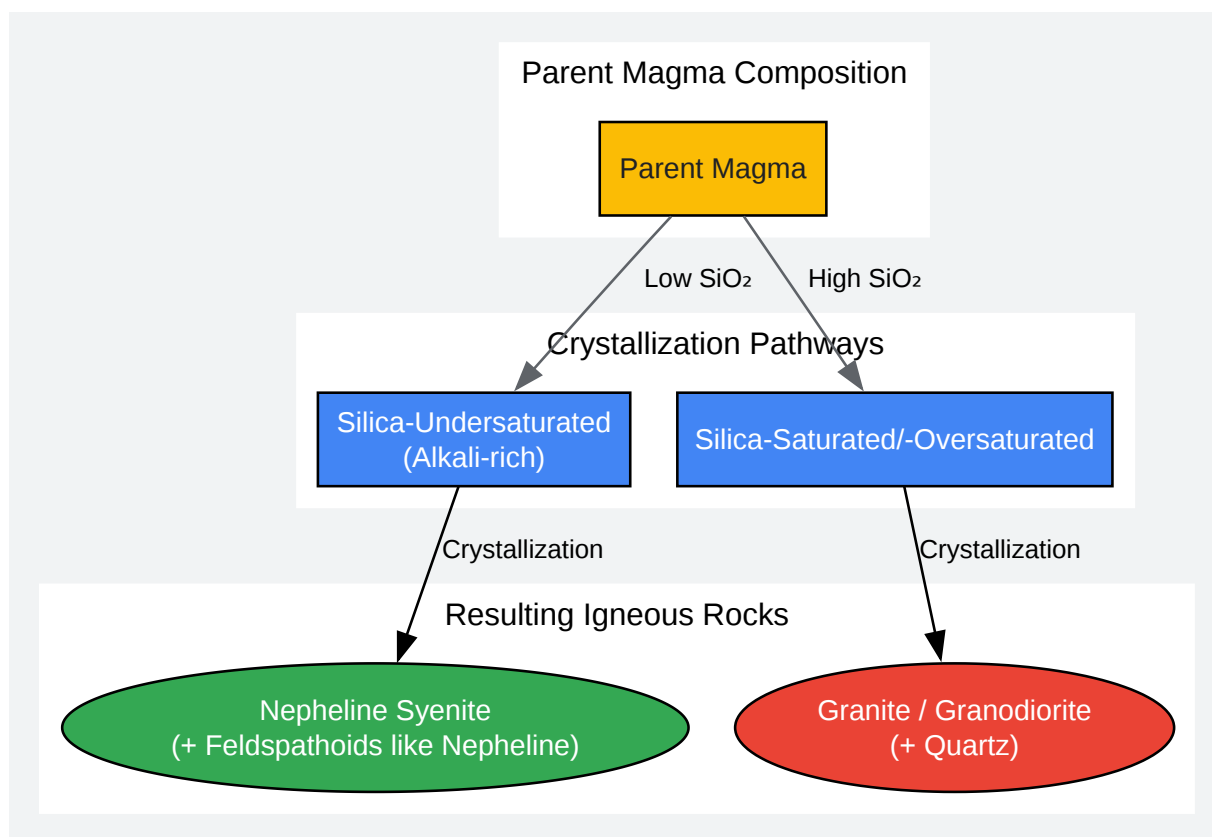 Parent Magma Composition
Parent Magma
Low SiO₂
High SiO₂
Crystallization Pathways
Silica-Undersaturated
(Alkali-rich)
Silica-Saturated/-Oversaturated
Crystallization
Crystallization
Resulting Igneous Rocks
Nepheline Syenite
(+ Feldspathoids like Nepheline)
Granite / Granodiorite
(+ Quartz)